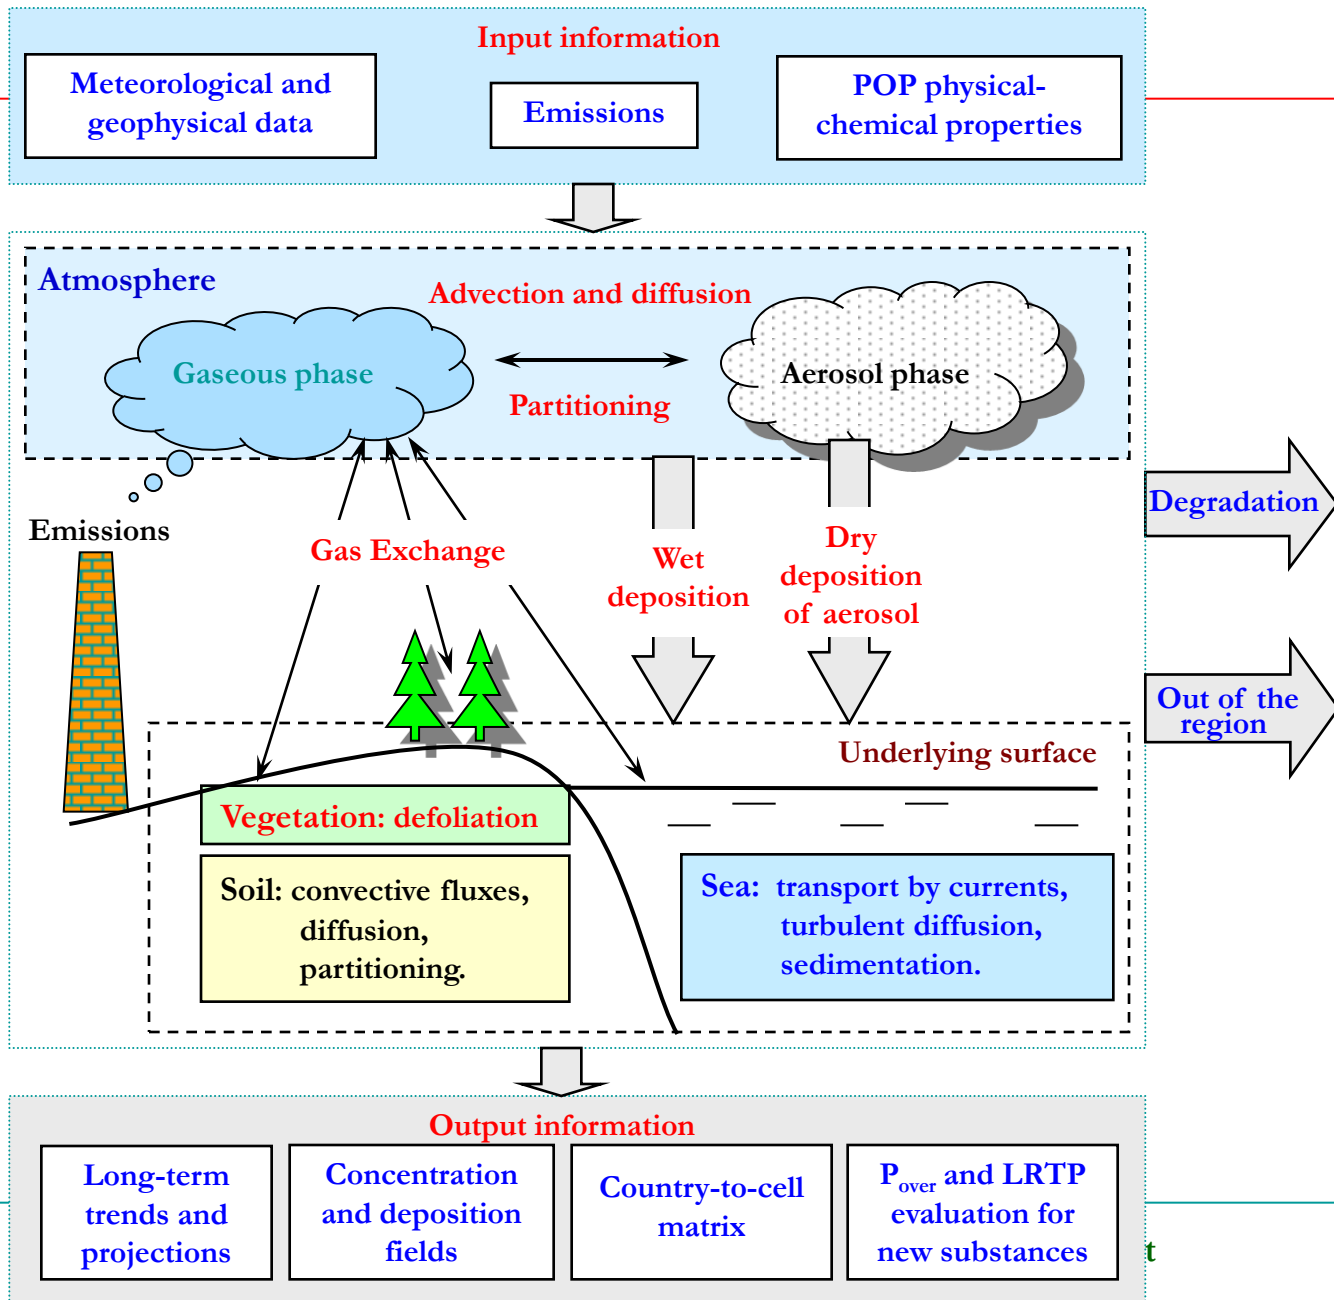 Input information
Meteorological and
geophysical data
Emissions
POP physical-
chemical properties
Atmosphere
Advection and diffusion
Gaseous phase
Aerosol phase
Partitioning
Emissions
Gas Exchange
Wet
deposition
Dry
deposition
of aerosol
Degradation
Out of the
region
Underlying surface
Vegetation: defoliation
Soil: convective fluxes,
diffusion,
partitioning.
Sea: transport by currents,
turbulent diffusion,
sedimentation.
Output information
Long-term
trends and
projections
Concentration
and deposition
fields
Country-to-cell
matrix
Pover and LRTP
evaluation for
new substances
t